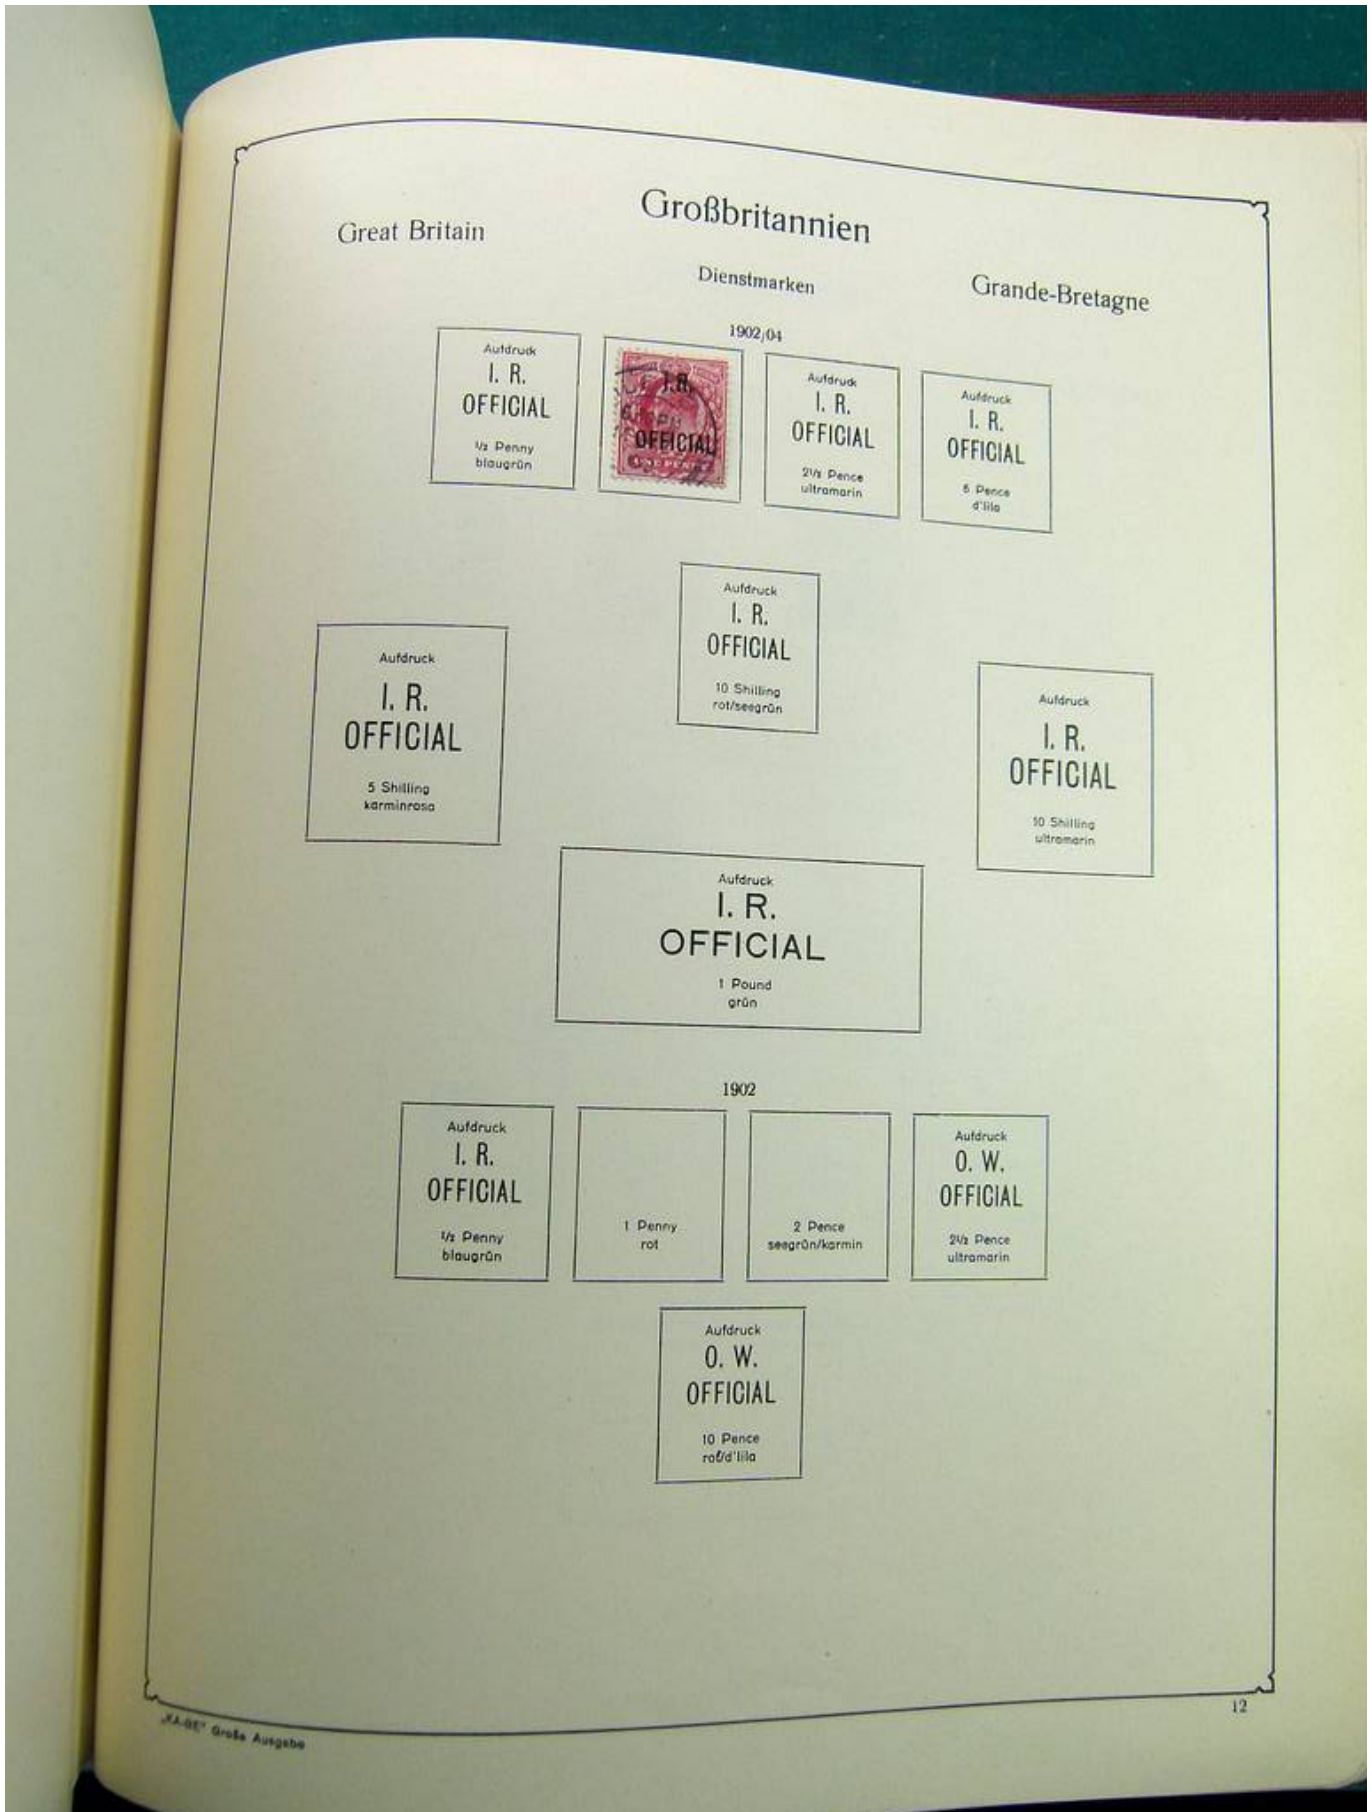 Großbritannien
Great Britain
Dienstmarken
Grande-Bretagne
1902/04
Aufdruck
I. R.
OFFICIAL
½ Penny
blaugrün
I.R.
OFFICIAL
Aufdruck
I. R.
OFFICIAL
2½ Pence
ultramarin
Aufdruck
I. R.
OFFICIAL
6 Pence
d'lila
Aufdruck
I. R.
OFFICIAL
5 Shilling
karminrosa
Aufdruck
I. R.
OFFICIAL
10 Shilling
rot/seegrün
Aufdruck
I. R.
OFFICIAL
10 Shilling
ultramarin
Aufdruck
I. R.
OFFICIAL
1 Pound
grün
1902
Aufdruck
I. R.
OFFICIAL
½ Penny
blaugrün
1 Penny
rot
2 Pence
seegrün/karmin
Aufdruck
O. W.
OFFICIAL
2½ Pence
ultramarin
Aufdruck
O. W.
OFFICIAL
10 Pence
rot/d'lila
12
„KA-BE" Große Ausgabe